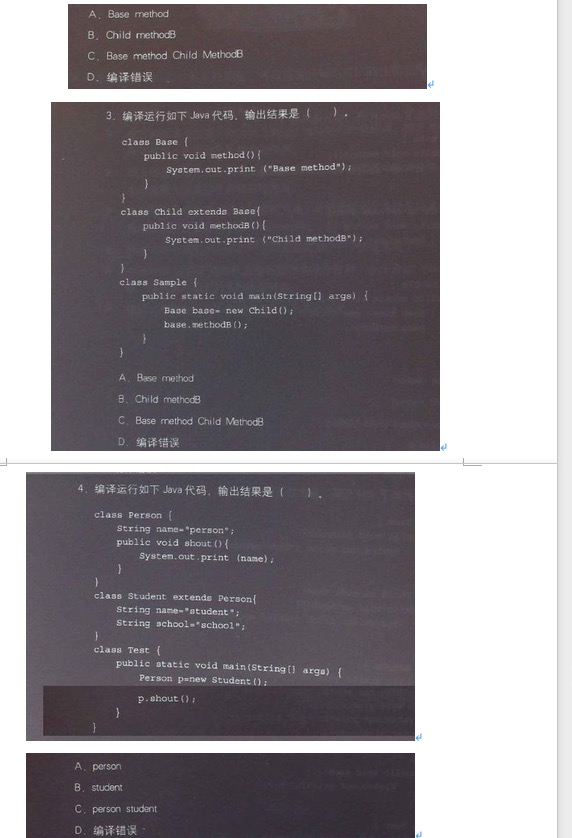 A、Base method
B、Child methodB
C、Base method Child MethodB
D、编译错误
3．编译运行如下 Java 代码，输出结果是（　　）。
class Base {
public void method(){
System.out.print ("Base method");
}
}
class Child extends Base{
public void methodB(){
System.out.print ("Child methodB");
}
}
class Sample {
public static void main(String[] args) {
Base base= new Child();
base.methodB();
}
}
A、Base method
B、Child methodB
C、Base method Child MethodB
D、编译错误
4．编译运行如下 Java 代码，输出结果是（　　）。
class Person {
String name="person";
public void shout(){
System.out.print (name);
}
}
class Student extends Person{
String name="student";
String school="school";
}
class Test {
public static void main(String[] args) {
Person p=new Student();
p.shout();
}
}
A、person
B、student
C、person student
D、编译错误